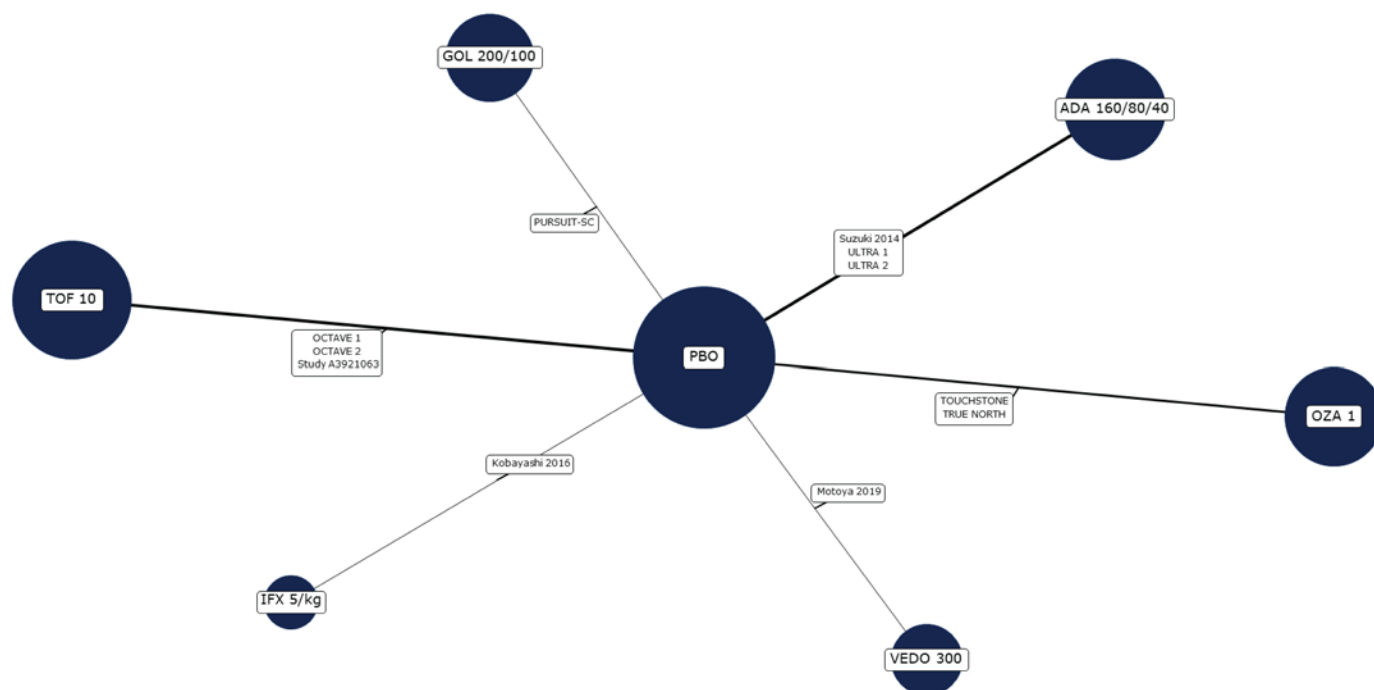 GOL 200/100
ADA 160/80/40
PURSUIT-SC
Suzuki 2014
ULTRA 1
ULTRA 2
TOF 10
OCTAVE 1
OCTAVE 2
Study A3921063
PBO
TOUCHSTONE
TRUE NORTH
OZA 1
Kobayashi 2016
Motoya 2019
IFX 5/kg
VEDO 300